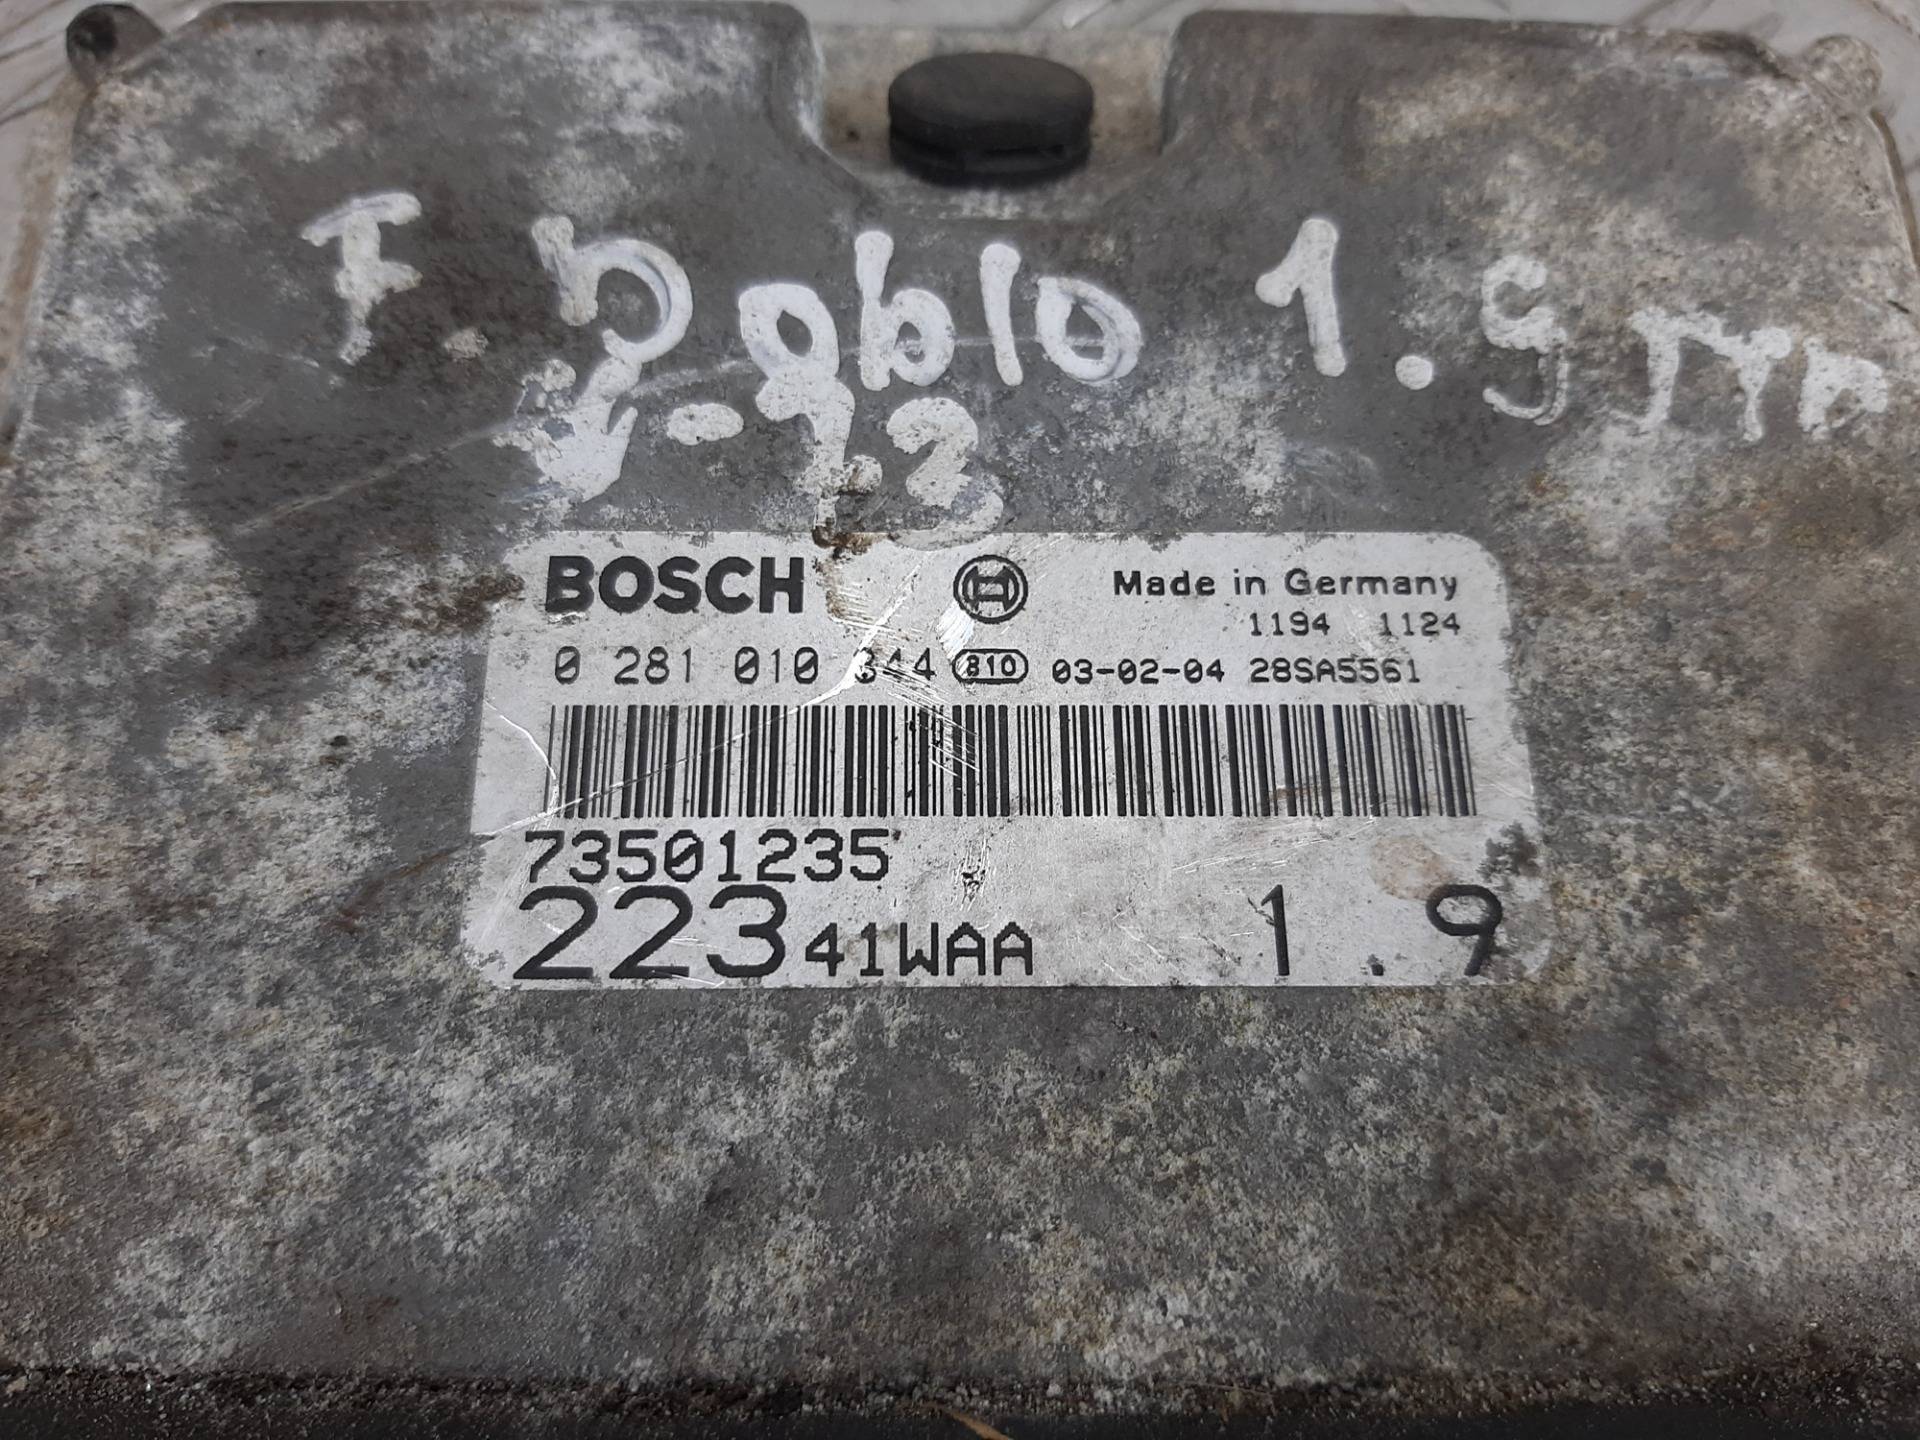 F. Doblo 1.9 JTD
BOSCH Made in Germany
1194 1124
0 281 010 344 810 03-02-04 28SA5561
73501235
223 41WAA 1.9